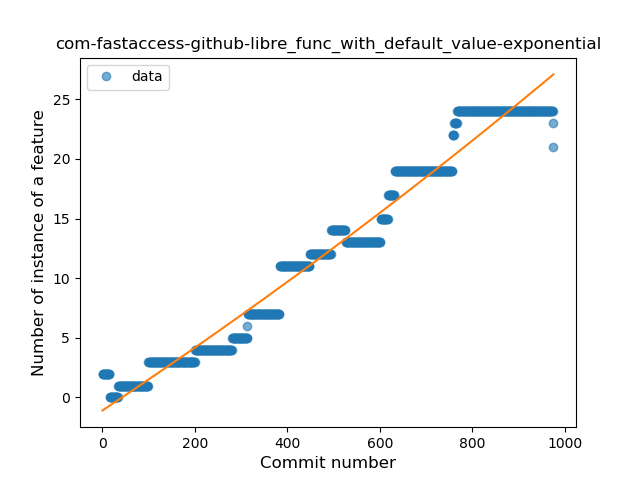 com-fastaccess-github-libre_func_with_default_value-exponential
data
Number of instance of a feature
25
20
15
10
5
0
0 200 400 600 800 1000
Commit number